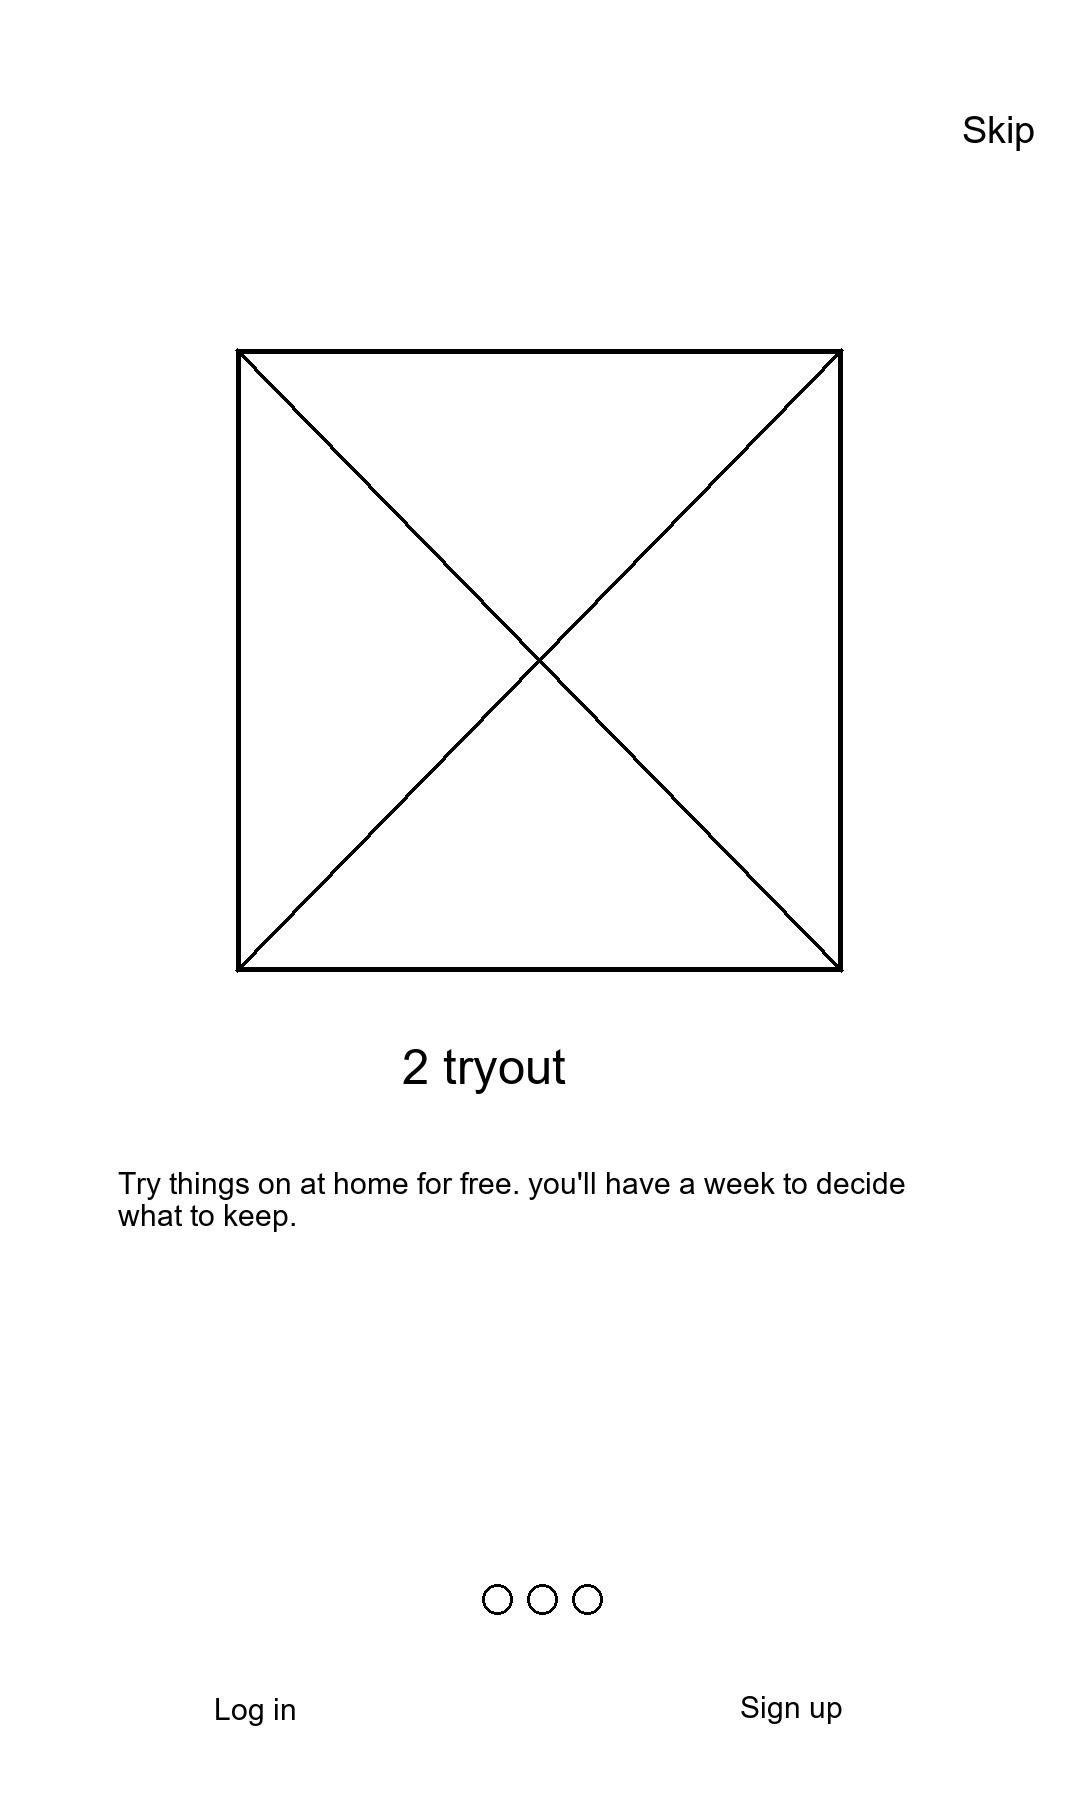 Skip
2 tryout
Try things on at home for free. you'll have a week to decide
what to keep.
Log in
Sign up